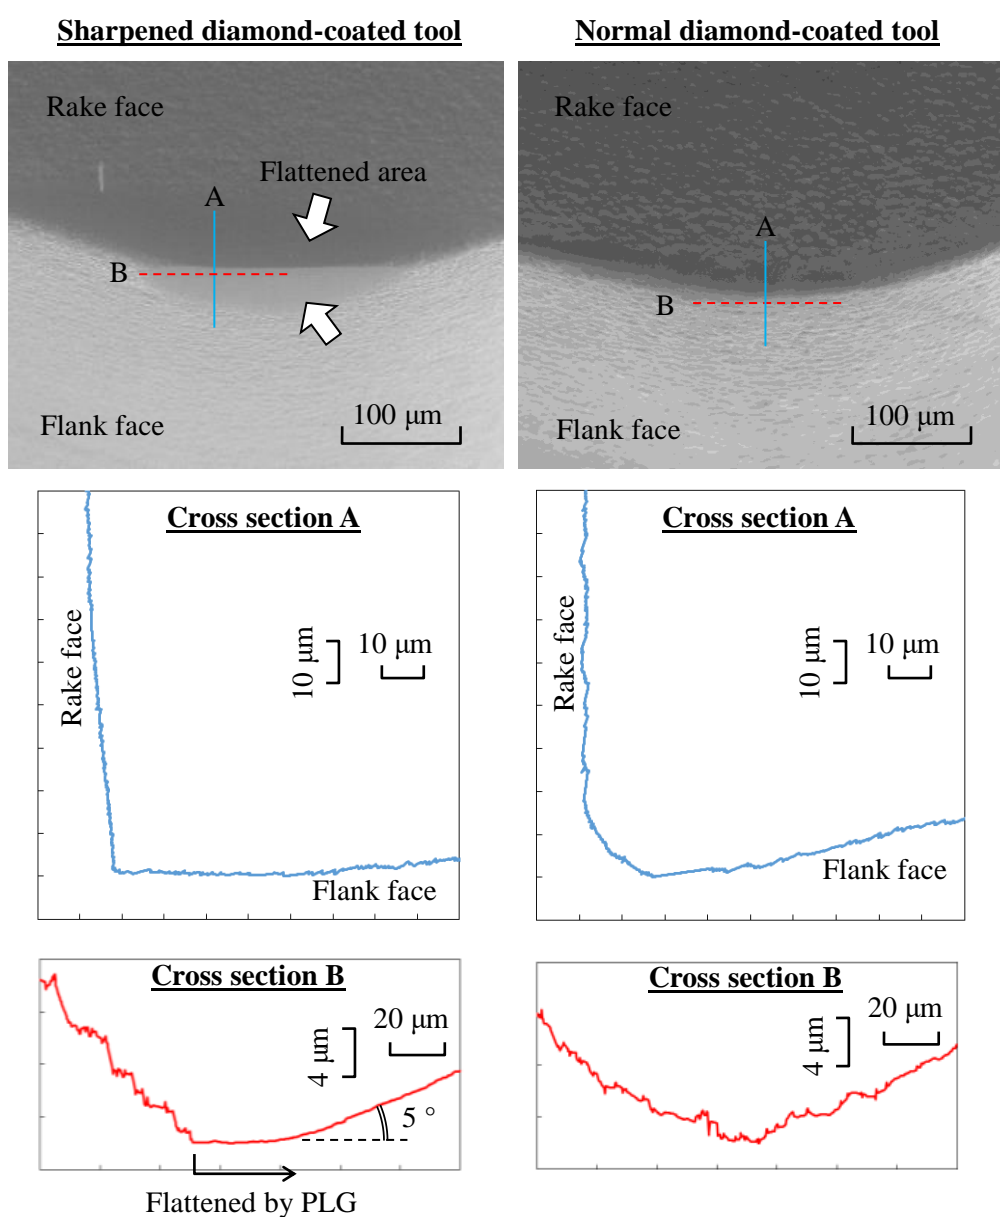 Sharpened diamond-coated tool
Normal diamond-coated tool
Rake face
Flattened area
A
B
100 μm
Flank face
Rake face
A
B
100 μm
Flank face
Cross section A
Rake face
10 μm
10 μm
Flank face
Cross section A
Rake face
10 μm
10 μm
Flank face
Cross section B
4 μm
20 μm
5 °
Flattened by PLG
Cross section B
4 μm
20 μm